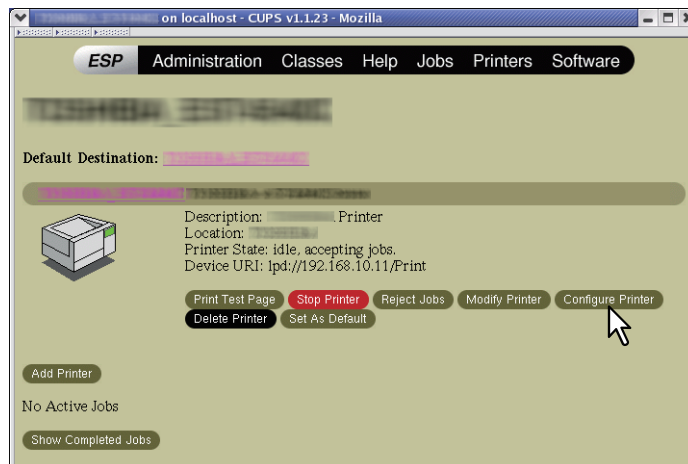 on localhost - CUPS v1.1.23 - Mozilla
ESP Administration Classes Help Jobs Printers Software
Default Destination:
Description: Printer
Location:
Printer State: idle, accepting jobs.
Device URI: lpd://192.168.10.11/Print
Print Test Page Stop Printer Reject Jobs Modify Printer Configure Printer
Delete Printer Set As Default
Add Printer
No Active Jobs
Show Completed Jobs